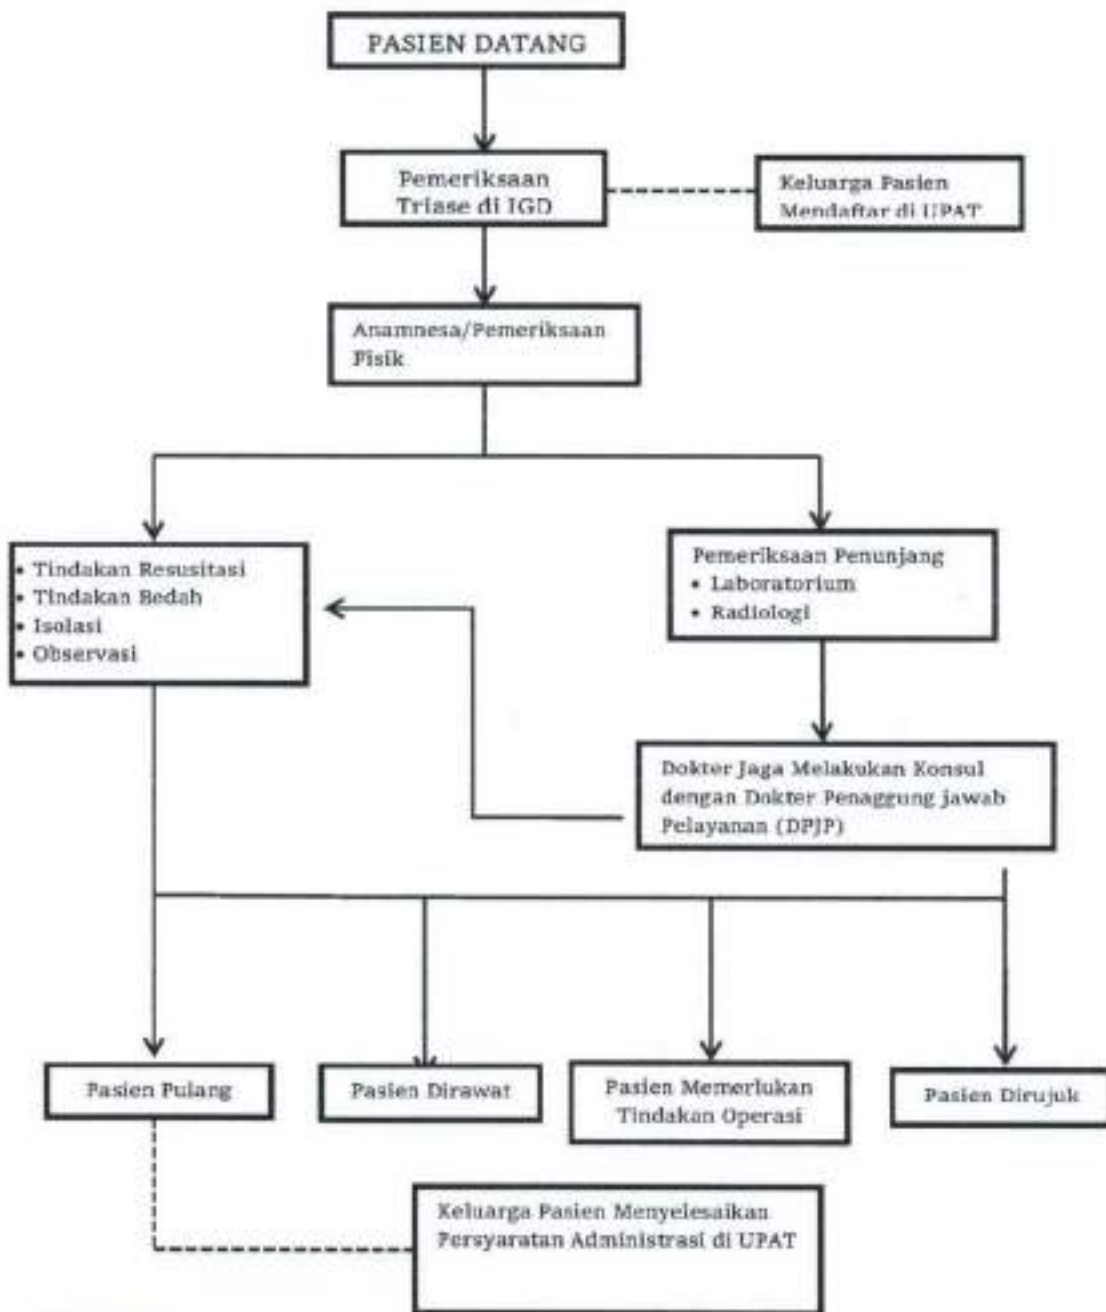 PASIEN DATANG
Pemeriksaan
Triase di IGD
Keluarga Pasien
Mendaftar di UPAT
Anamnesa/Pemeriksaan
Fisik
• Tindakan Resusitasi
• Tindakan Bedah
• Isolasi
• Observasi
Pemeriksaan Penunjang
• Laboratorium
• Radiologi
Dokter Jaga Melakukan Konsul
dengan Dokter Penaggung jawab
Pelayanan (DPJP)
Pasien Pulang
Pasien Dirawat
Pasien Memerlukan
Tindakan Operasi
Pasien Dirujuk
Keluarga Pasien Menyelesaikan
Persyaratan Administrasi di UPAT